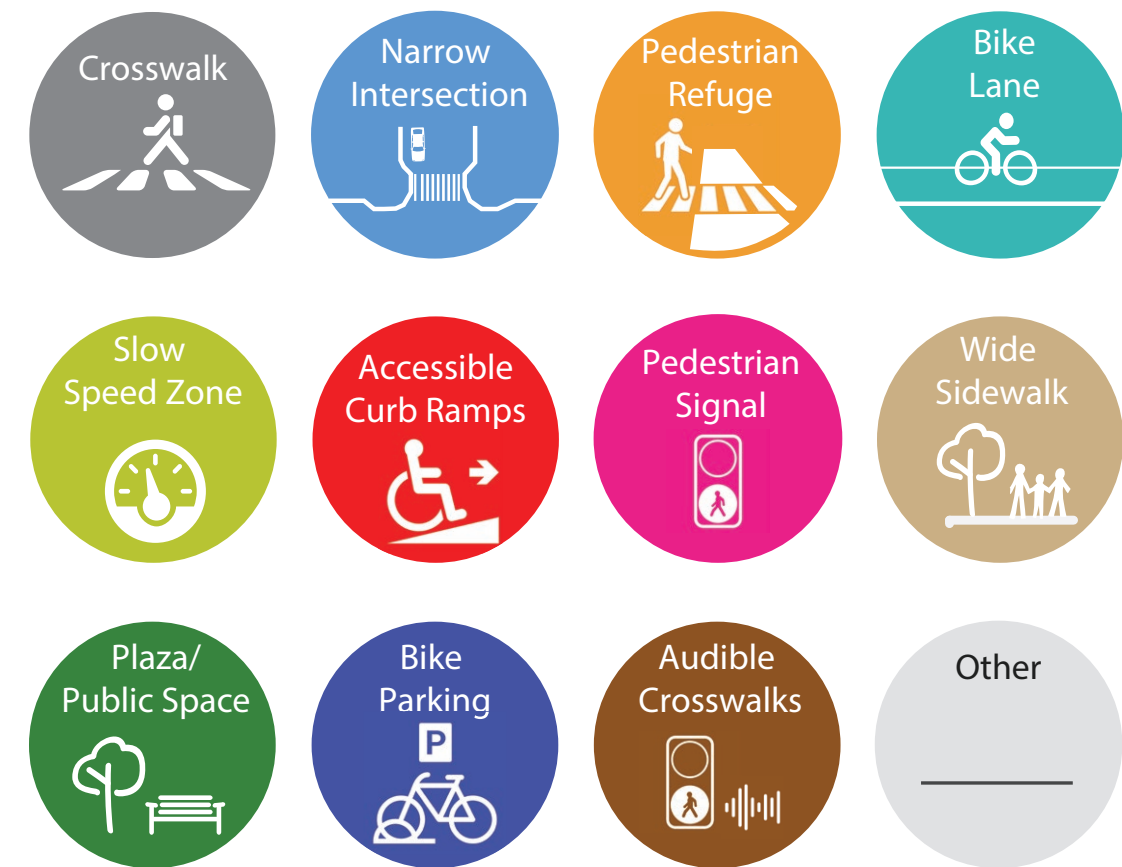 Crosswalk
Narrow
Intersection
Pedestrian
Refuge
Bike
Lane
Slow
Speed Zone
Accessible
Curb Ramps
Pedestrian
Signal
Wide
Sidewalk
Plaza/
Public Space
Bike
Parking
P
Audible
Crosswalks
Other